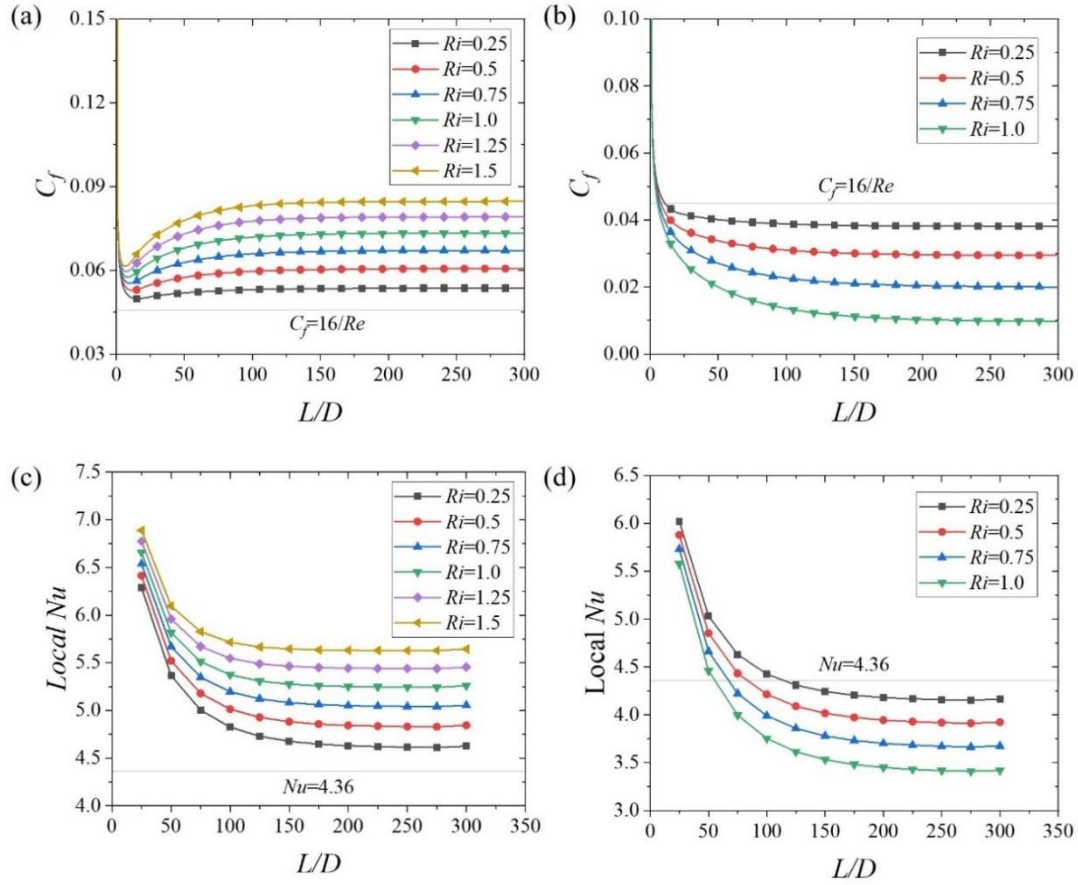 (a)
0.15
0.12
0.09
0.06
0.03
C_f
Ri=0.25
Ri=0.5
Ri=0.75
Ri=1.0
Ri=1.25
Ri=1.5
C_f=16/Re
0 50 100 150 200 250 300
L/D
(b)
0.10
0.08
0.06
0.04
0.02
0.00
C_f
Ri=0.25
Ri=0.5
Ri=0.75
Ri=1.0
C_f=16/Re
0 50 100 150 200 250 300
L/D
(c)
7.5
7.0
6.5
6.0
5.5
5.0
4.5
4.0
Local Nu
Ri=0.25
Ri=0.5
Ri=0.75
Ri=1.0
Ri=1.25
Ri=1.5
Nu=4.36
0 50 100 150 200 250 300 350
L/D
(d)
6.5
6.0
5.5
5.0
4.5
4.0
3.5
3.0
Local Nu
Ri=0.25
Ri=0.5
Ri=0.75
Ri=1.0
Nu=4.36
0 50 100 150 200 250 300 350
L/D